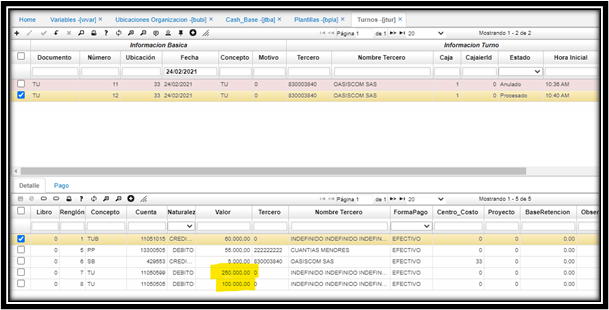 Home Variables -[vvar] × Ubicaciones Organizacion -[bubi] × Cash_Base -[jtba] × Plantillas -[bpla] × Turnos -[jtur] ×
Página 1 de 1 20 Mostrando 1 - 2 de 2
Informacion Basica Informacion Turno
Documento Número Ubicación Fecha Concepto Motivo Tercero Nombre Tercero Caja CajeroId Estado Hora Inicial
24/02/2021
TU 11 33 24/02/2021 TU 0 830003840 OASISCOM SAS 1 0 Anulado 10:36 AM
TU 12 33 24/02/2021 TU 0 830003840 OASISCOM SAS 1 0 Procesado 10:40 AM
Detalle Pago
Página 1 de 1 20 Mostrando 1 - 5 de 5
Libro Renglón Concepto Cuenta Naturalez Valor Tercero Nombre Tercero FormaPago Centro_Costo Proyecto BaseRetencion Obser
0 1 TUB 11051015 CREDI... 60.000,00 0 INDEFINIDO INDEFINIDO INDEFIN... EFECTIVO 0 0 0.00
0 5 PP 13300505 DEBITO 55.000,00 222222222 CUANTIAS MENORES EFECTIVO 0 0 0.00
0 6 SB 429553 CREDI... 5.000,00 830003840 OASISCOM SAS EFECTIVO 33 0 0.00
0 7 TU 11050599 DEBITO 250.000,00 0 INDEFINIDO INDEFINIDO INDEFIN... EFECTIVO 0 0 0.00
0 8 TU 11050505 DEBITO 100.000,00 0 INDEFINIDO INDEFINIDO INDEFIN... EFECTIVO 0 0 0.00